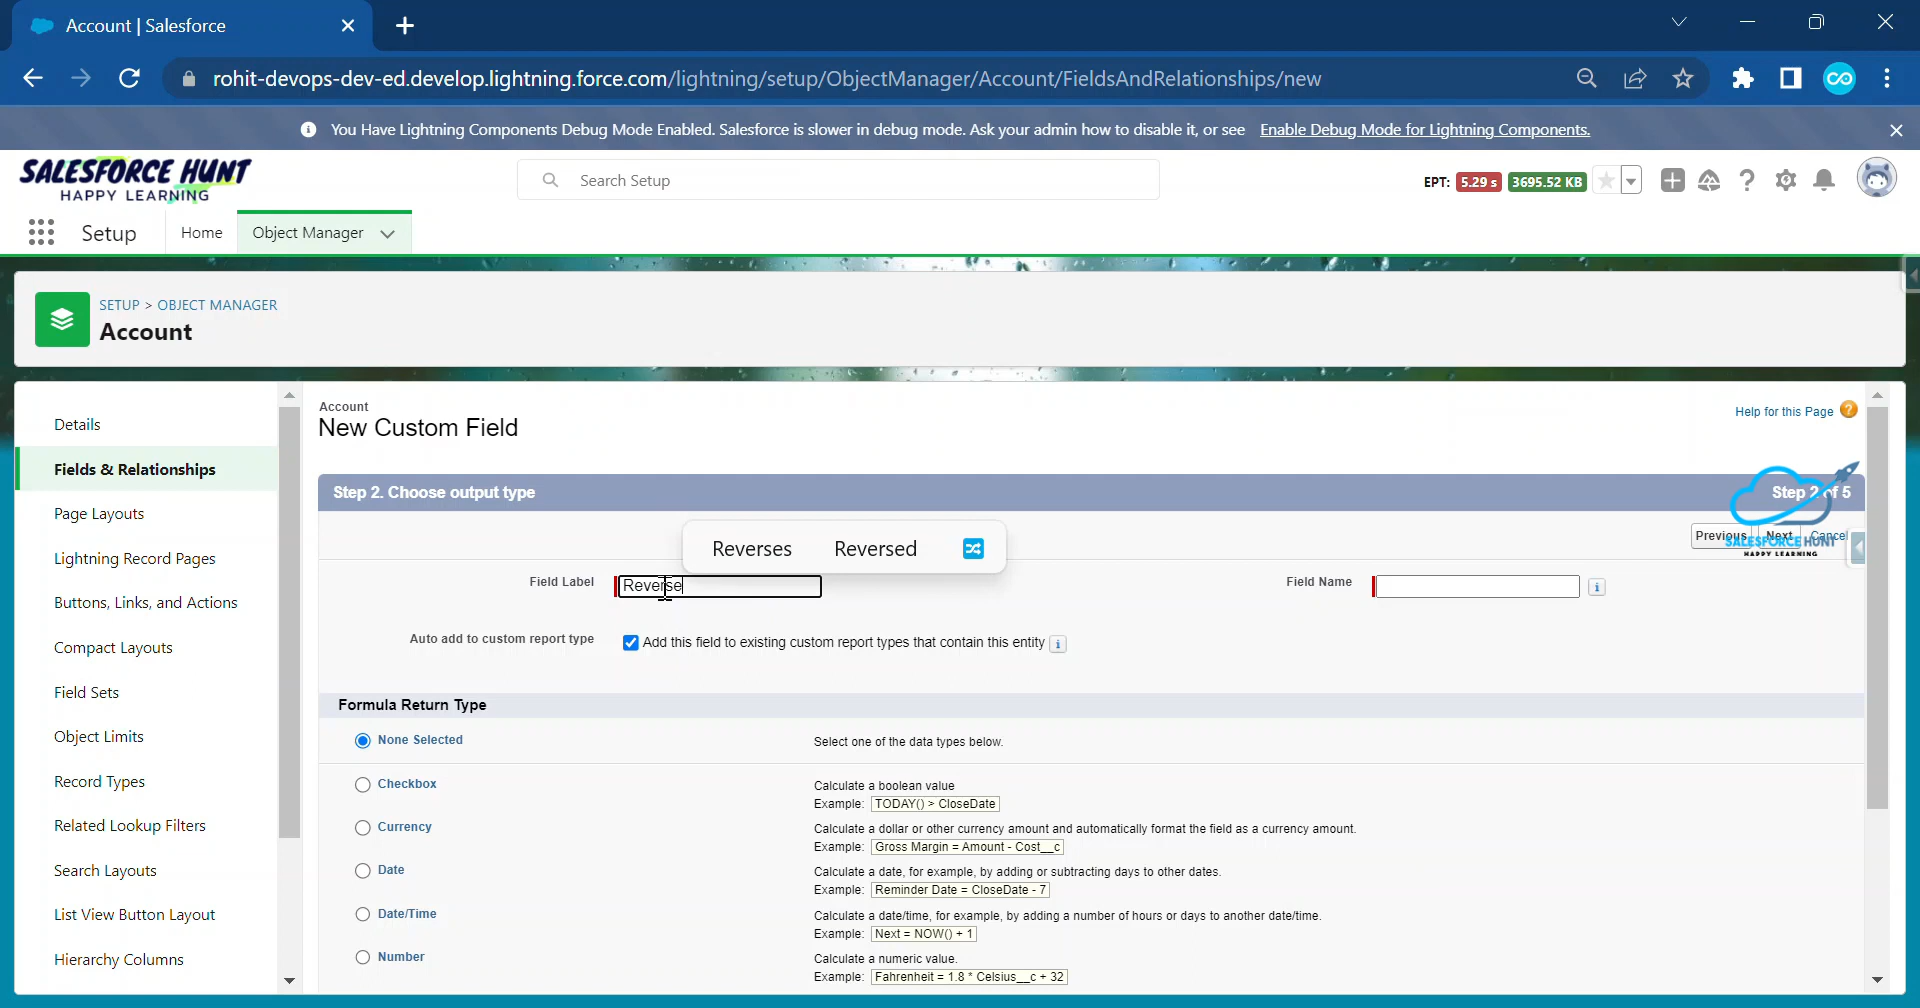 Account | Salesforce
rohit-devops-dev-ed.develop.lightning.force.com/lightning/setup/ObjectManager/Account/FieldsAndRelationships/new
You Have Lightning Components Debug Mode Enabled. Salesforce is slower in debug mode. Ask your admin how to disable it, or see Enable Debug Mode for Lightning Components.
SALESFORCE HUNT
HAPPY LEARNING
Search Setup
EPT: 5.29 s 3695.52 KB
Setup
Home
Object Manager
SETUP > OBJECT MANAGER
Account
Details
Fields & Relationships
Page Layouts
Lightning Record Pages
Buttons, Links, and Actions
Compact Layouts
Field Sets
Object Limits
Record Types
Related Lookup Filters
Search Layouts
List View Button Layout
Hierarchy Columns
Account
New Custom Field
Help for this Page
Step 2. Choose output type
Step 2 of 5
Previous Next Cancel
SALESFORCE HUNT
HAPPY LEARNING
Reverses Reversed
Field Label Reverse
Field Name
Auto add to custom report type
Add this field to existing custom report types that contain this entity
Formula Return Type
None Selected
Select one of the data types below.
Checkbox
Calculate a boolean value
Example: TODAY() > CloseDate
Currency
Calculate a dollar or other currency amount and automatically format the field as a currency amount.
Example: Gross Margin = Amount - Cost__c
Date
Calculate a date, for example, by adding or subtracting days to other dates.
Example: Reminder Date = CloseDate - 7
Date/Time
Calculate a date/time, for example, by adding a number of hours or days to another date/time.
Example: Next = NOW() + 1
Number
Calculate a numeric value.
Example: Fahrenheit = 1.8 * Celsius__c + 32